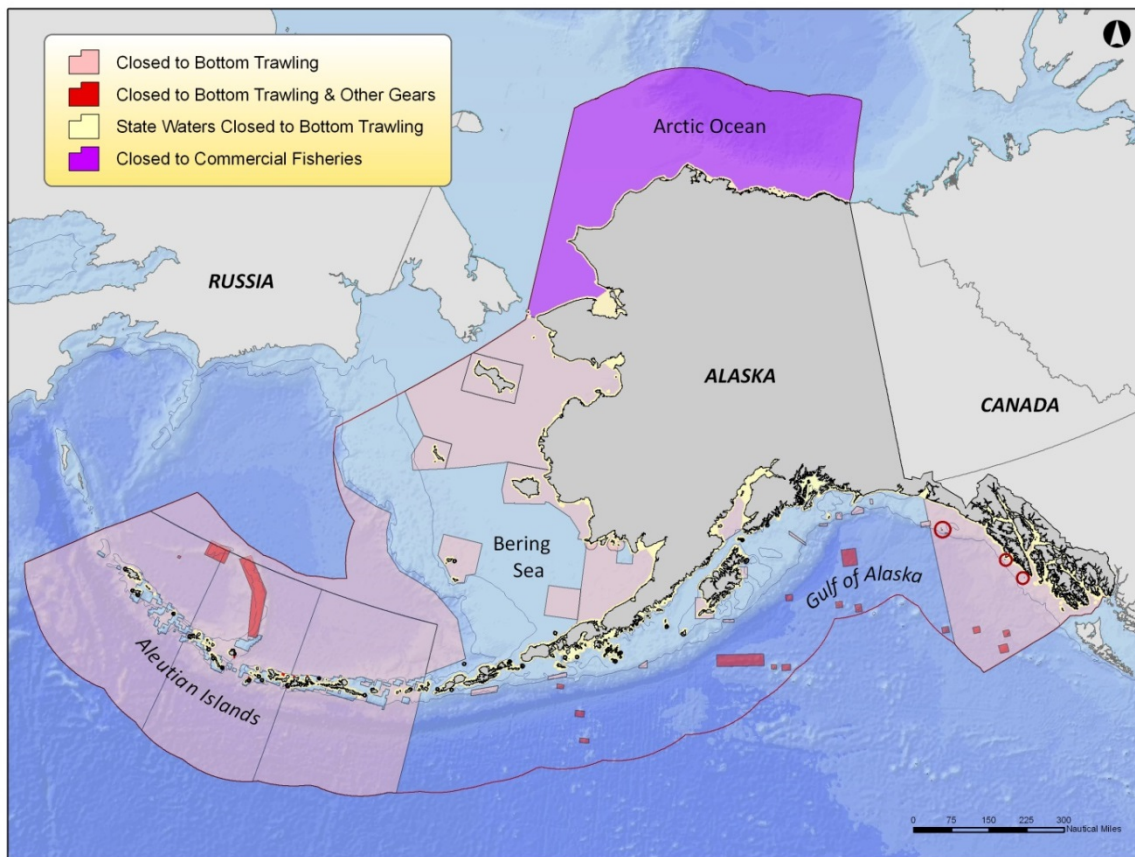 Closed to Bottom Trawling
Closed to Bottom Trawling & Other Gears
State Waters Closed to Bottom Trawling
Closed to Commercial Fisheries
Arctic Ocean
RUSSIA
ALASKA
CANADA
Bering
Sea
Gulf of Alaska
Aleutian Islands
0 75 150 225 300
Nautical Miles